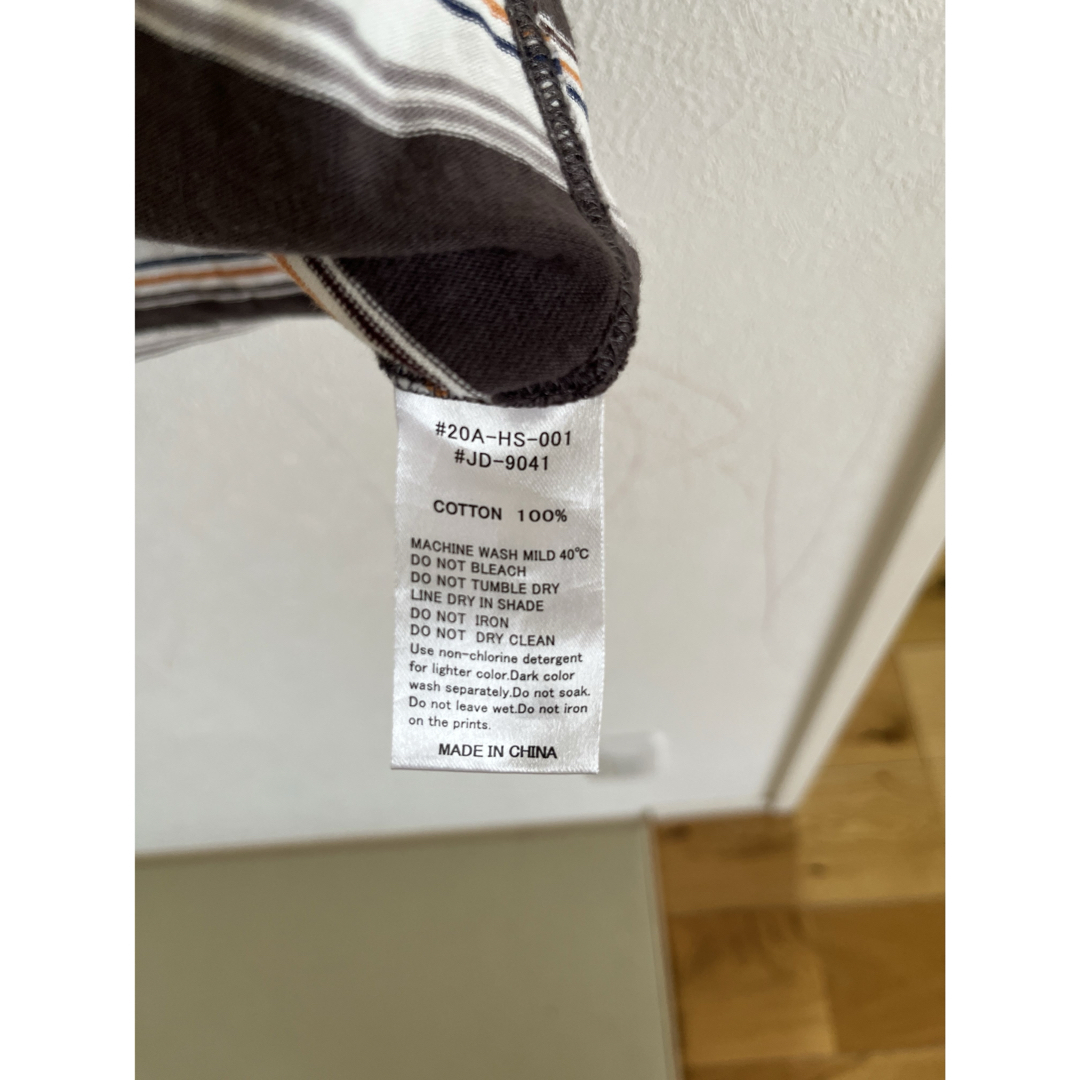 #20A-HS-001
#JD-9041
COTTON 100%
MACHINE WASH MILD 40℃
DO NOT BLEACH
DO NOT TUMBLE DRY
LINE DRY IN SHADE
DO NOT IRON
DO NOT DRY CLEAN
Use non-chlorine detergent
for lighter color.Dark color
wash separately.Do not soak.
Do not leave wet.Do not iron
on the prints.
MADE IN CHINA